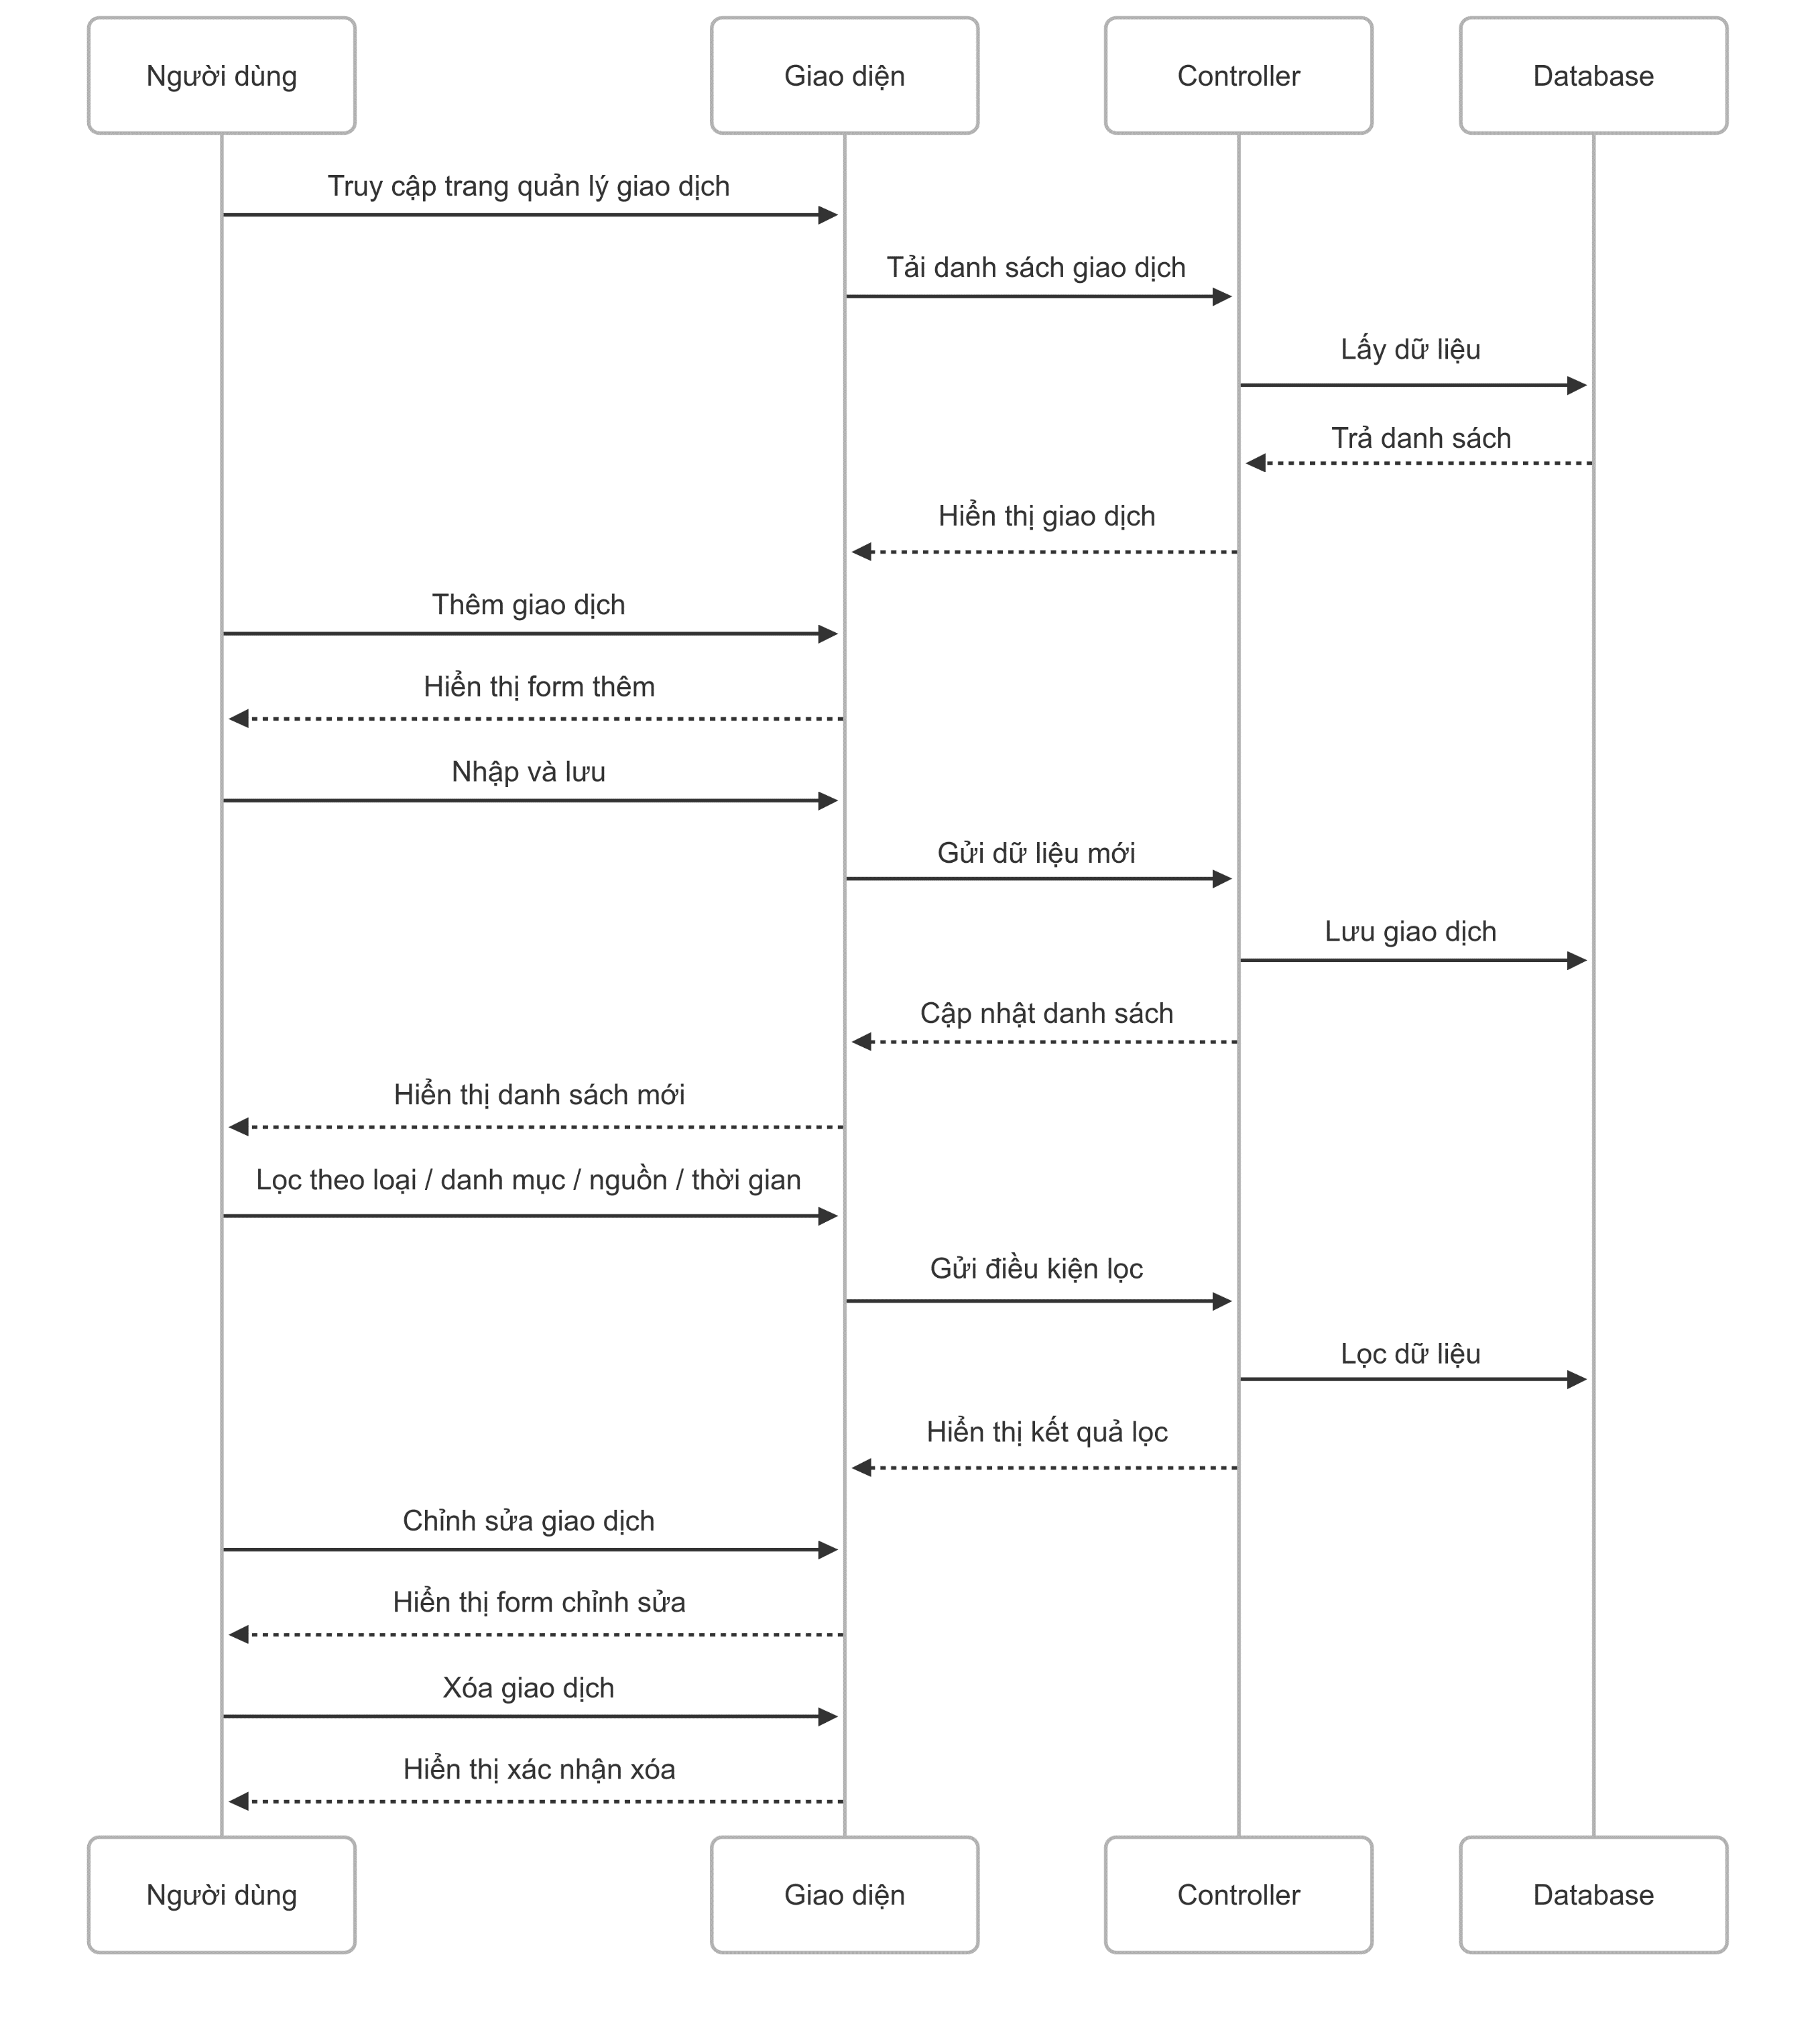 Người dùng
Giao diện
Controller
Database
Truy cập trang quản lý giao dịch
Tải danh sách giao dịch
Lấy dữ liệu
Trả danh sách
Hiển thị giao dịch
Thêm giao dịch
Hiển thị form thêm
Nhập và lưu
Gửi dữ liệu mới
Lưu giao dịch
Cập nhật danh sách
Hiển thị danh sách mới
Lọc theo loại / danh mục / nguồn / thời gian
Gửi điều kiện lọc
Lọc dữ liệu
Hiển thị kết quả lọc
Chỉnh sửa giao dịch
Hiển thị form chỉnh sửa
Xóa giao dịch
Hiển thị xác nhận xóa
Người dùng
Giao diện
Controller
Database